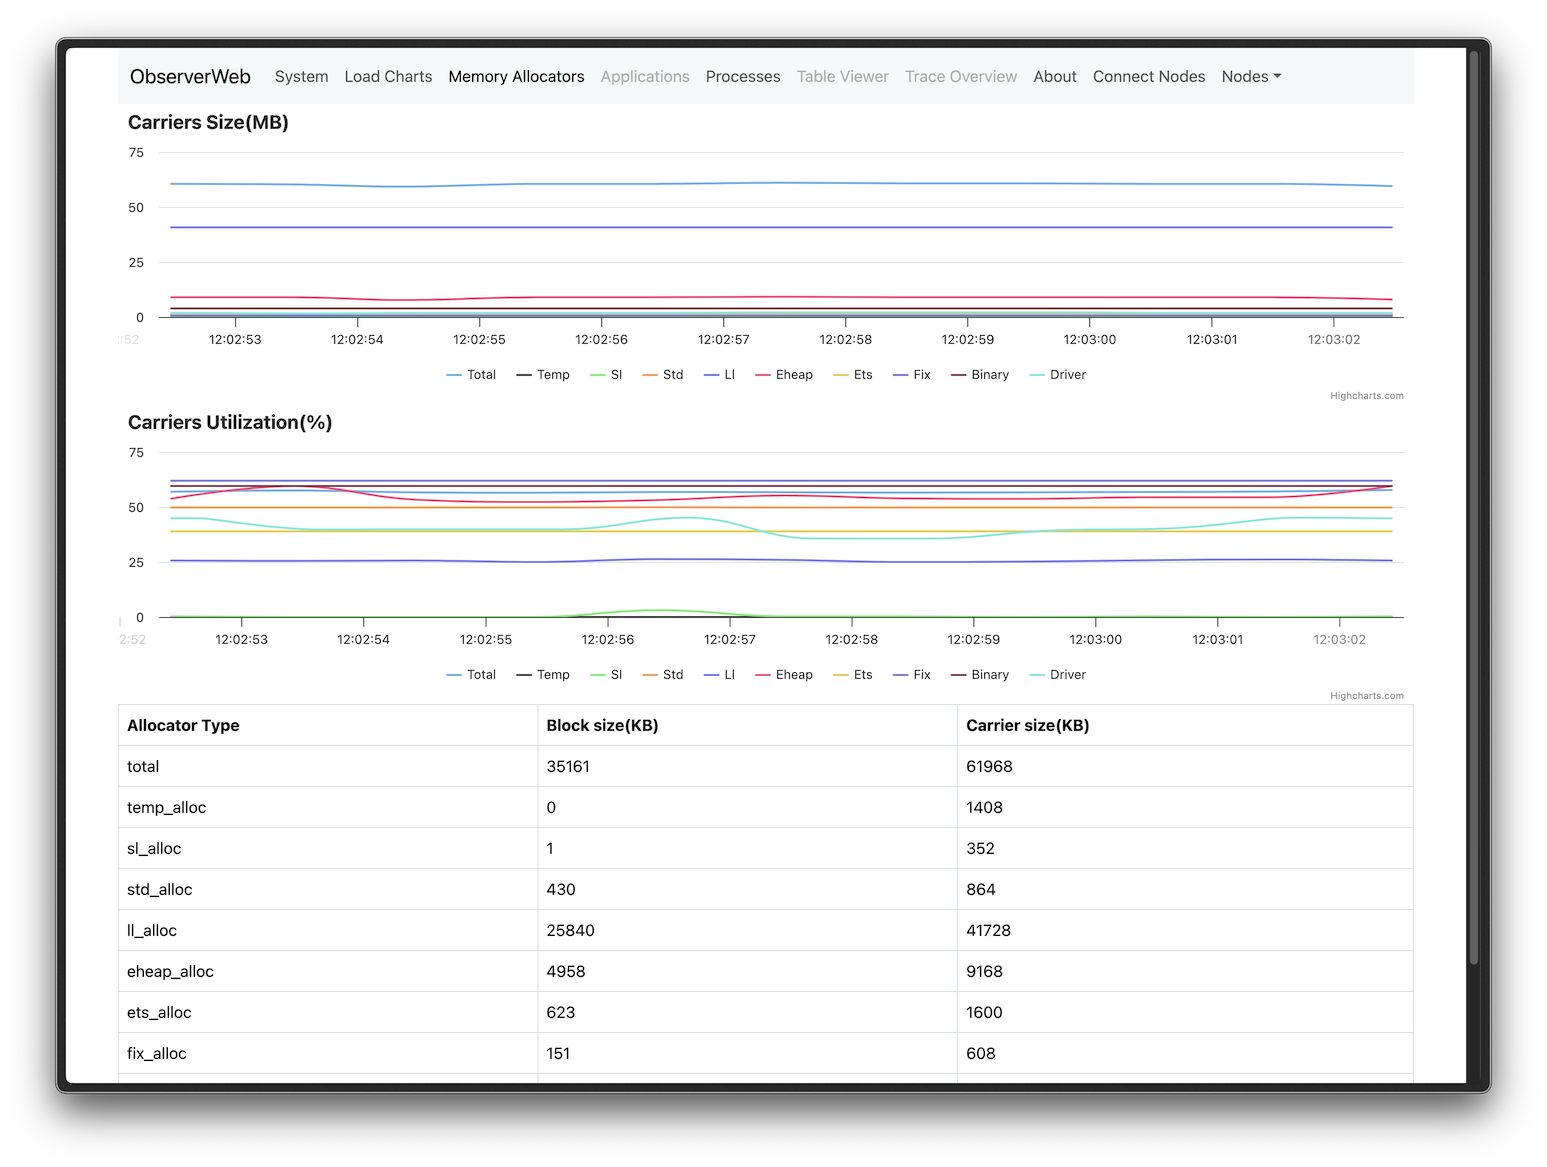 ObserverWeb System Load Charts Memory Allocators Applications Processes Table Viewer Trace Overview About Connect Nodes Nodes
Carriers Size(MB)
75
50
25
0
:52 12:02:53 12:02:54 12:02:55 12:02:56 12:02:57 12:02:58 12:02:59 12:03:00 12:03:01 12:03:02
Total Temp Sl Std Ll Eheap Ets Fix Binary Driver
Highcharts.com
Carriers Utilization(%)
75
50
25
0
2:52 12:02:53 12:02:54 12:02:55 12:02:56 12:02:57 12:02:58 12:02:59 12:03:00 12:03:01 12:03:02
Total Temp Sl Std Ll Eheap Ets Fix Binary Driver
Highcharts.com
Allocator Type Block size(KB) Carrier size(KB)
total 35161 61968
temp_alloc 0 1408
sl_alloc 1 352
std_alloc 430 864
ll_alloc 25840 41728
eheap_alloc 4958 9168
ets_alloc 623 1600
fix_alloc 151 608